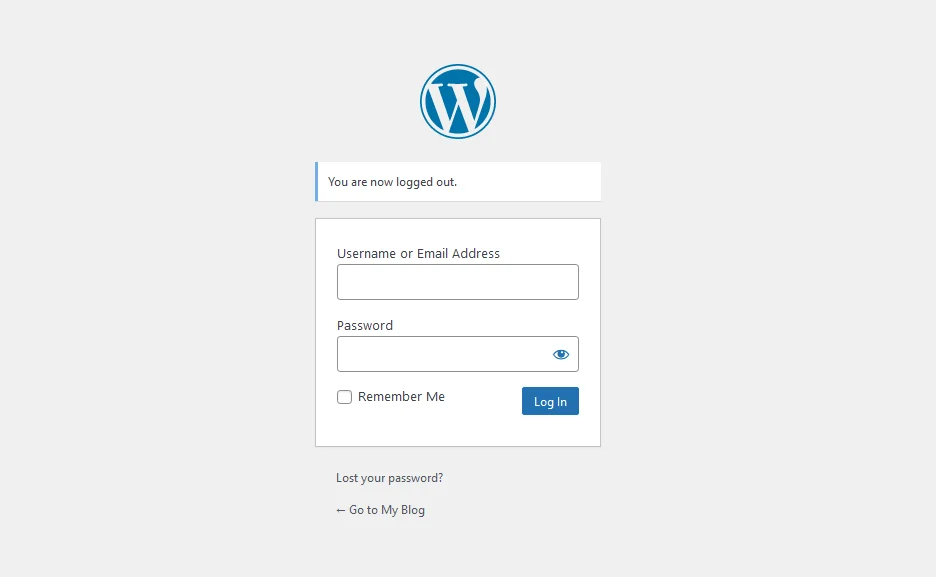 You are now logged out.
Username or Email Address
Password
Remember Me
Log In
Lost your password?
← Go to My Blog